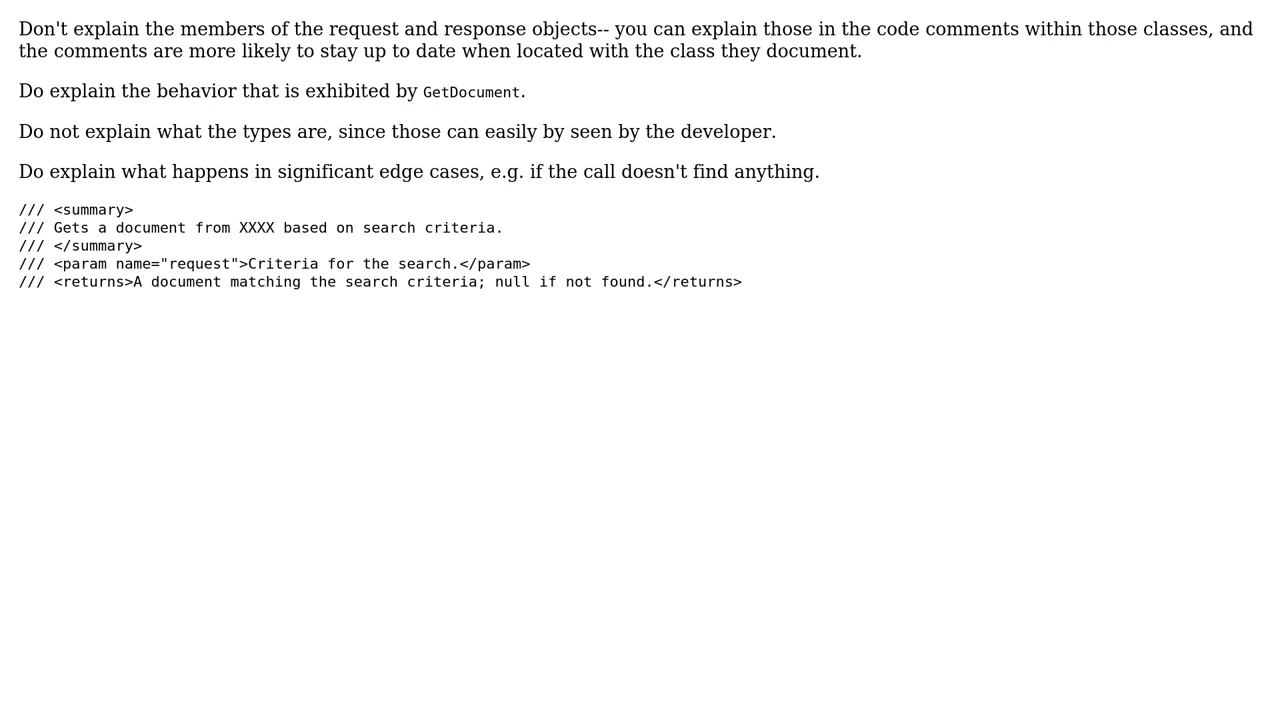 Don't explain the members of the request and response objects-- you can explain those in the code comments within those classes, and
the comments are more likely to stay up to date when located with the class they document.
Do explain the behavior that is exhibited by GetDocument.
Do not explain what the types are, since those can easily by seen by the developer.
Do explain what happens in significant edge cases, e.g. if the call doesn't find anything.
/// <summary>
/// Gets a document from XXXX based on search criteria.
/// </summary>
/// <param name="request">Criteria for the search.</param>
/// <returns>A document matching the search criteria; null if not found.</returns>